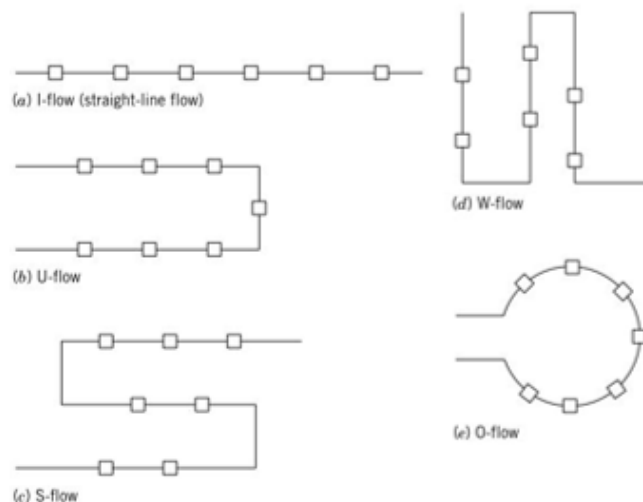 (a) I-flow (straight-line flow)
(b) U-flow
(c) S-flow
(d) W-flow
(e) O-flow